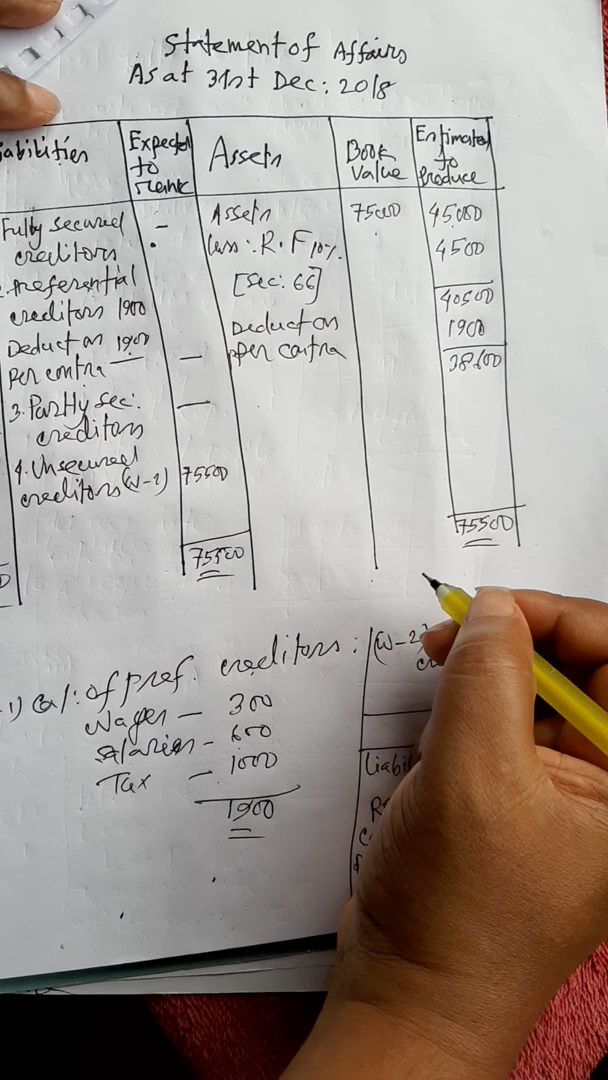 Statement of Affairs
As at 31st Dec: 2018
iabilities
Expected to Rank
Assets
Book Value
Estimated to Produce
Fully secured creditors
-
Preferential creditors 1900
Deduct as per contra 1900
-
3. Partly sec: creditors
-
4. Unsecured creditors (W-2)
75500
75500
Assets
75000
45000
Less: R.F 10%
4500
[Sec: 66]
40500
Deduct as per contra
1900
38600
75500
1) Cal: of pref. creditors:
Wages - 300
Salaries - 600
Tax - 1000
1900
(W-2)
Liabil